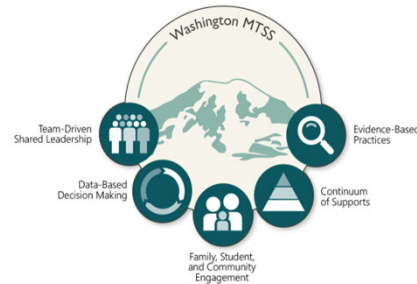 Washington MTSS
Team-Driven
Shared Leadership
Evidence-Based
Practices
Data-Based
Decision Making
Continuum
of Supports
Family, Student,
and Community
Engagement